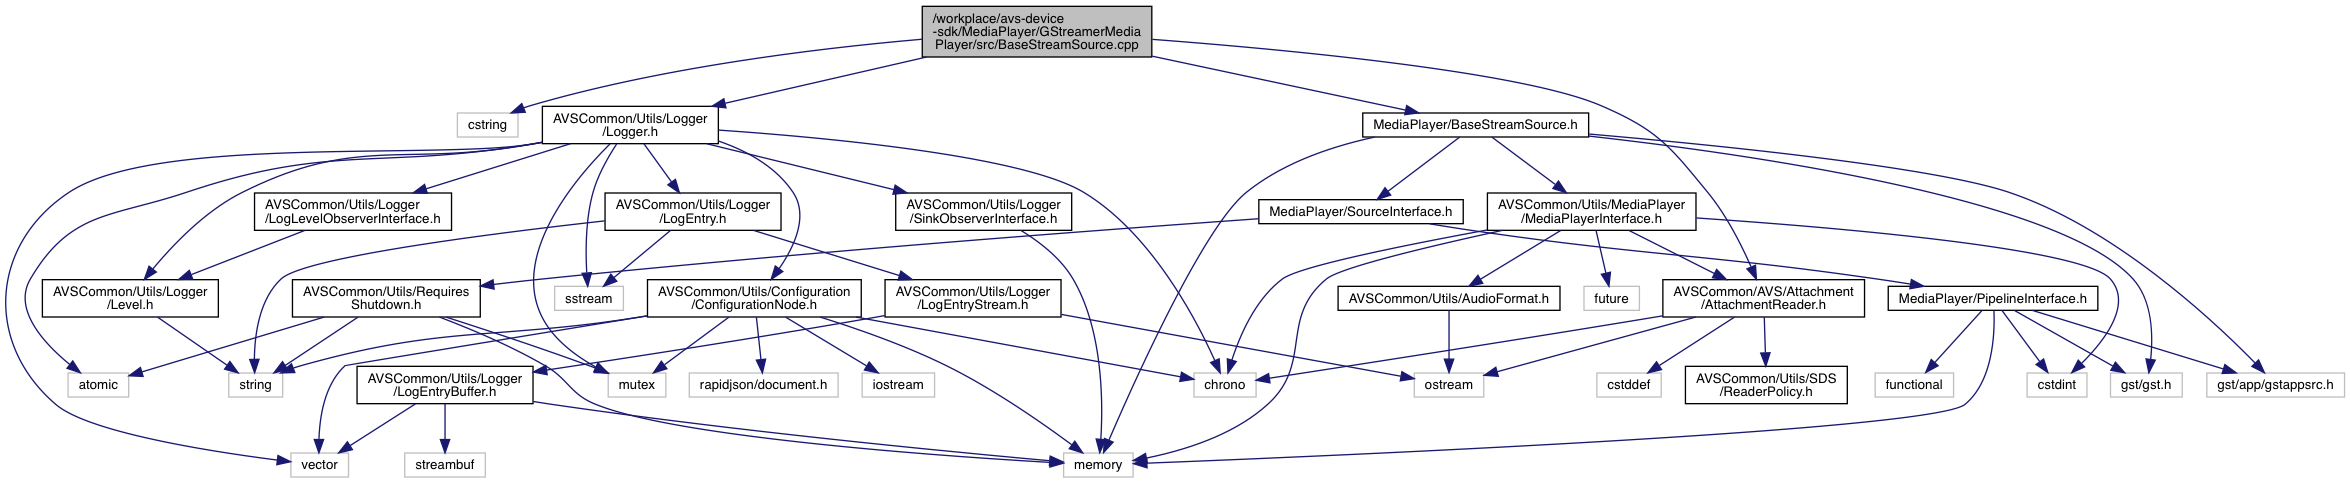 /workplace/avs-device
-sdk/MediaPlayer/GStreamerMedia
Player/src/BaseStreamSource.cpp
cstring
AVSCommon/Utils/Logger
/Logger.h
MediaPlayer/BaseStreamSource.h
AVSCommon/Utils/Logger
/LogLevelObserverInterface.h
AVSCommon/Utils/Logger
/LogEntry.h
AVSCommon/Utils/Logger
/SinkObserverInterface.h
MediaPlayer/SourceInterface.h
AVSCommon/Utils/MediaPlayer
/MediaPlayerInterface.h
AVSCommon/Utils/Logger
/Level.h
AVSCommon/Utils/Requires
Shutdown.h
sstream
AVSCommon/Utils/Configuration
/ConfigurationNode.h
AVSCommon/Utils/Logger
/LogEntryStream.h
AVSCommon/Utils/AudioFormat.h
future
AVSCommon/AVS/Attachment
/AttachmentReader.h
MediaPlayer/PipelineInterface.h
atomic
string
AVSCommon/Utils/Logger
/LogEntryBuffer.h
mutex
rapidjson/document.h
iostream
chrono
ostream
cstddef
AVSCommon/Utils/SDS
/ReaderPolicy.h
functional
cstdint
gst/gst.h
gst/app/gstappsrc.h
vector
streambuf
memory